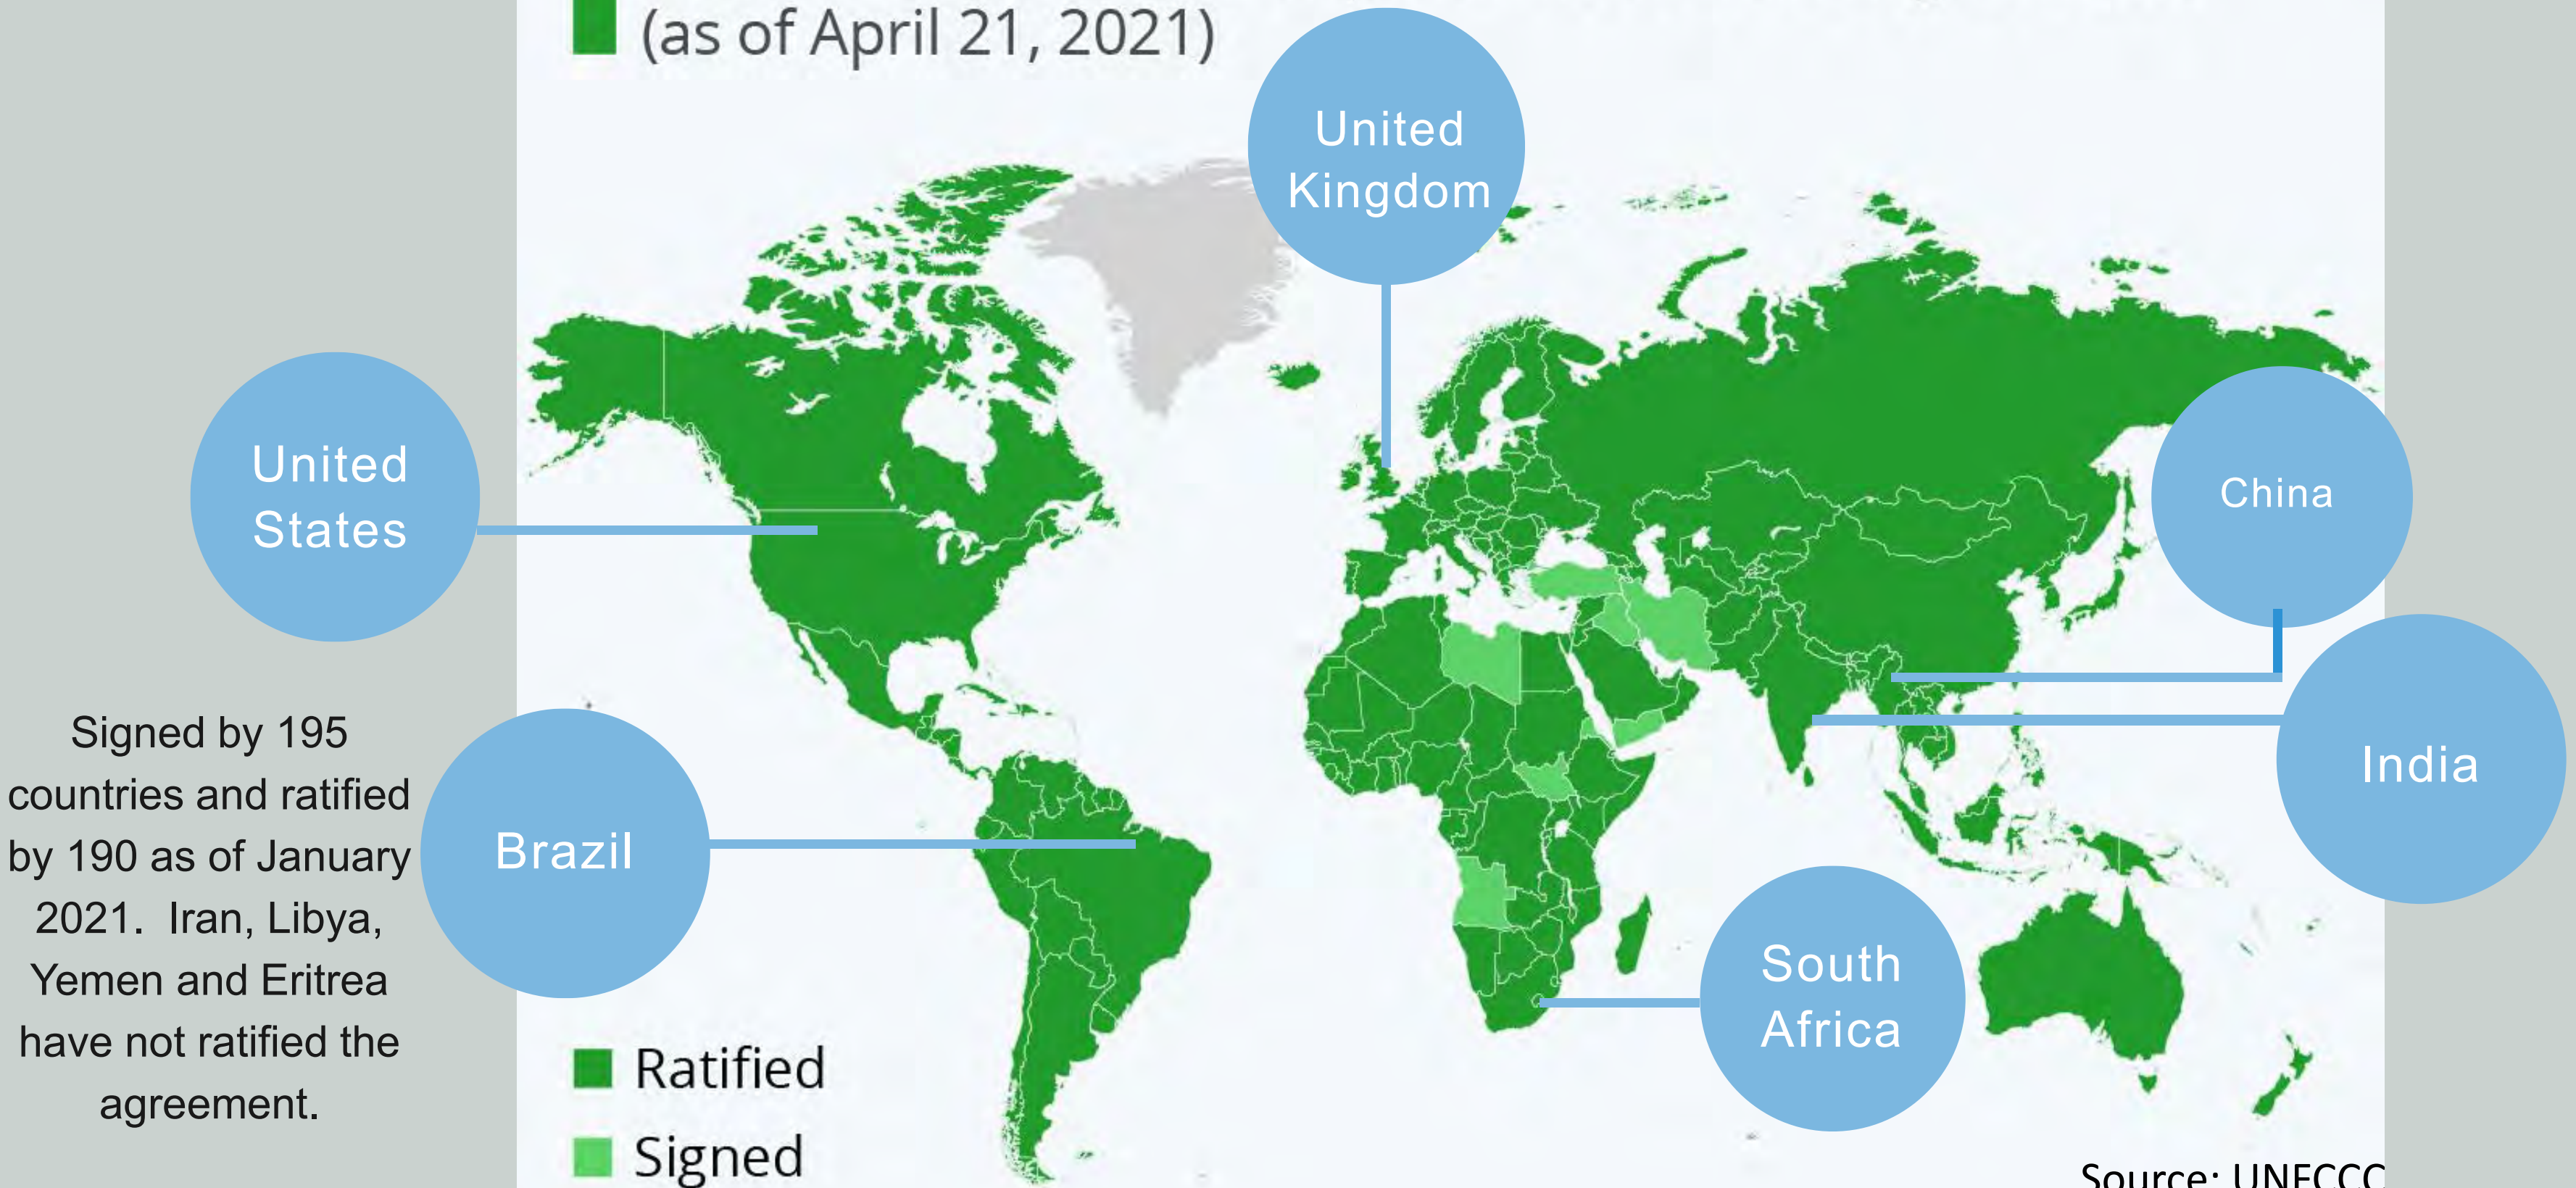 (as of April 21, 2021)
United
Kingdom
United
States
China
India
Brazil
South
Africa
Signed by 195
countries and ratified
by 190 as of January
2021.  Iran, Libya,
Yemen and Eritrea
have not ratified the
agreement.
Ratified
Signed
Source: UNFCCC